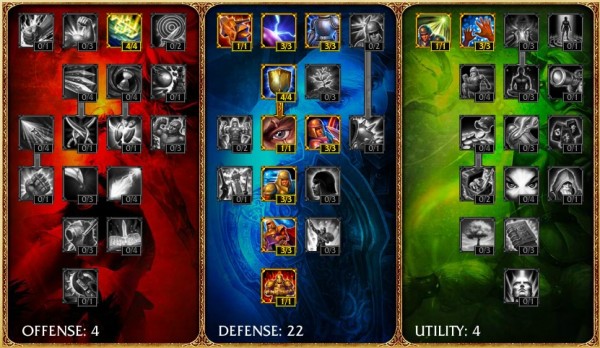 0/1 0/3 4/4 0/2
0/4 0/4 0/1
0/4 0/1 0/1 0/3
0/1 0/3 0/4
0/3 0/4
0/1
OFFENSE: 4
1/1 3/3 3/3 0/2
4/4 0/3
0/2 1/1 3/3 0/1
0/1 3/3 0/1
3/3 0/1
1/1
DEFENSE: 22
1/1 3/3 0/3 0/1
0/4 0/3 0/1
0/4 0/3 0/1
0/2 0/4 0/1
0/3 0/3
0/1
UTILITY: 4